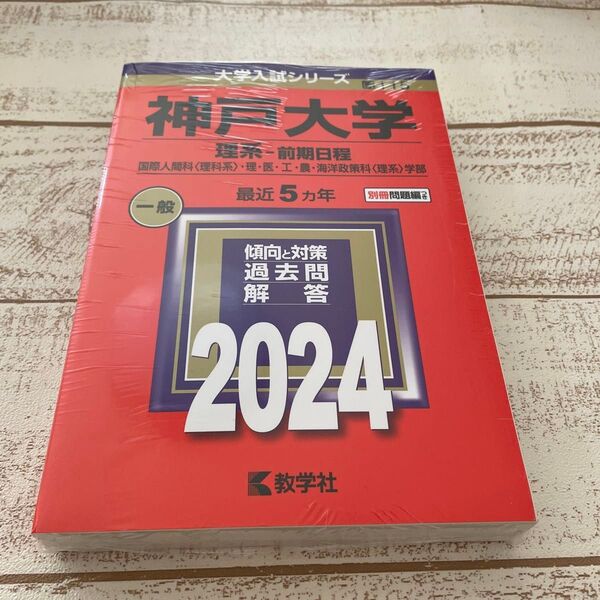 大学入試シリーズ
神戸大学
理系-前期日程
国際人間科〈理科系〉・理・医・工・農・海洋政策科〈理系〉学部
一般
最近5カ年
別冊問題編つき
傾向と対策
過去問
解答
2024
教学社